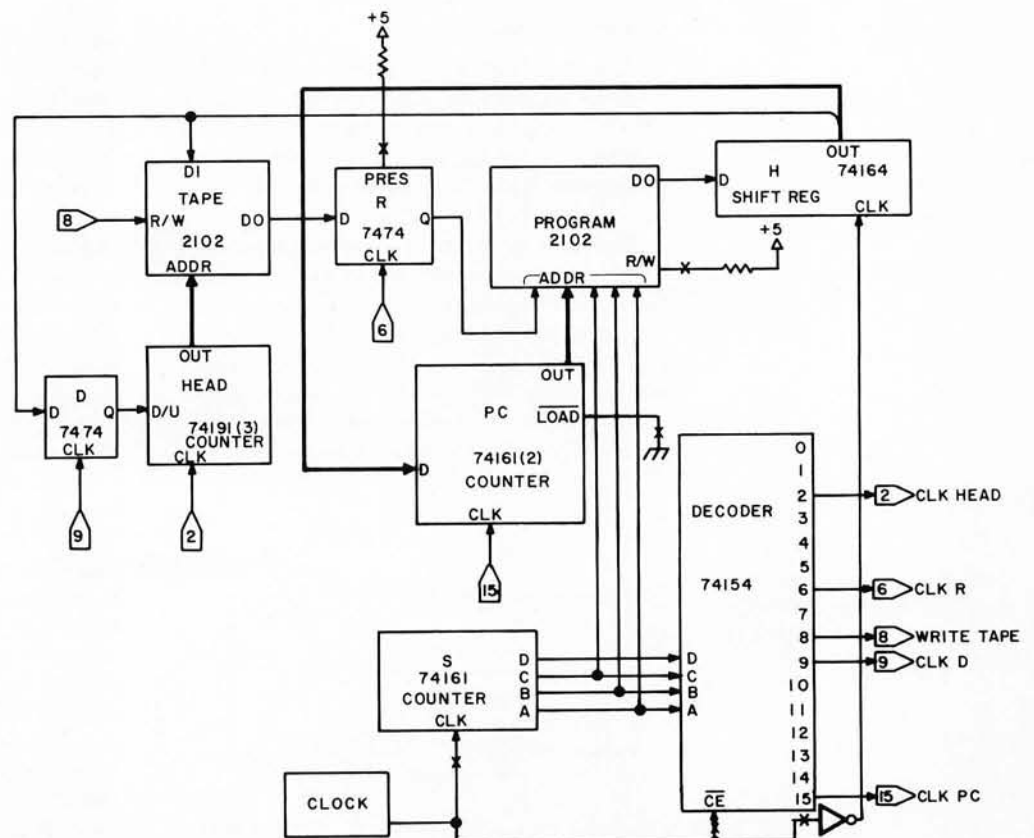 +5
DI
TAPE
R/W
DO
2102
ADDR
8
PRES
R
D
Q
7474
CLK
6
DO
PROGRAM
2102
R/W
ADDR
+5
OUT
D
H
74164
SHIFT REG
CLK
D
D
Q
7474
CLK
9
OUT
HEAD
D/U
74191(3)
COUNTER
CLK
2
OUT
PC
LOAD
D
74161(2)
COUNTER
CLK
15
S
74161
COUNTER
CLK
D
C
B
A
DECODER
74154
D
C
B
A
CE
0
1
2
3
4
5
6
7
8
9
10
11
12
13
14
15
2 CLK HEAD
6 CLK R
8 WRITE TAPE
9 CLK D
15 CLK PC
CLOCK